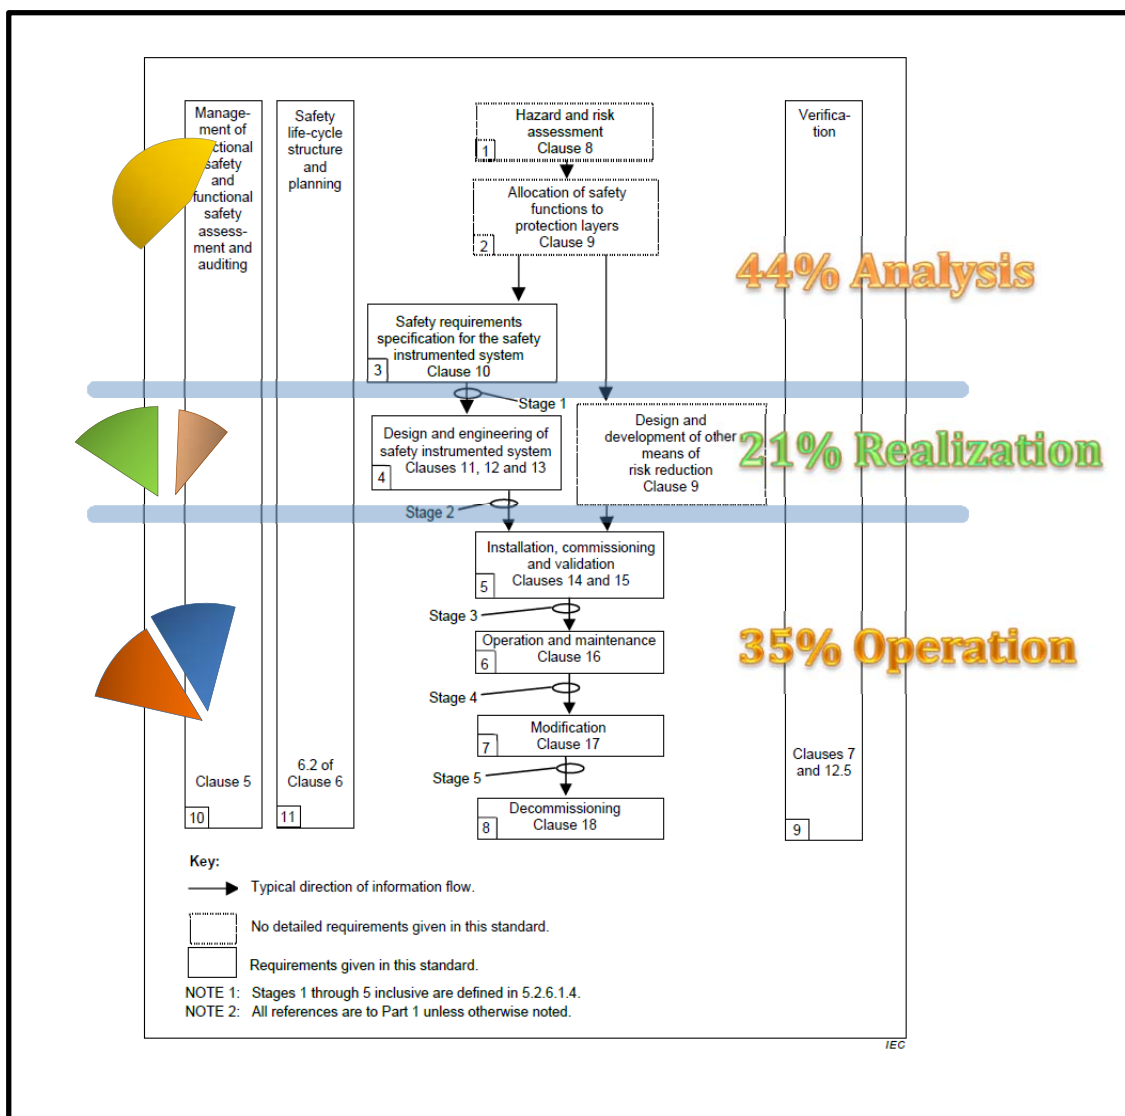 Manage-
ment of
ctional
safety
and
functional
safety
assess-
ment and
auditing
Clause 5
10
Safety
life-cycle
structure
and
planning
6.2 of
Clause 6
11
Hazard and risk
assessment
Clause 8
1
Allocation of safety
functions to
protection layers
Clause 9
2
Safety requirements
specification for the safety
instrumented system
Clause 10
3
Stage 1
Design and engineering of
safety instrumented system
Clauses 11, 12 and 13
4
Design and
development of other
means of
risk reduction
Clause 9
Stage 2
Installation, commissioning
and validation
Clauses 14 and 15
5
Stage 3
Operation and maintenance
Clause 16
6
Stage 4
Modification
Clause 17
7
Stage 5
Decommissioning
Clause 18
8
Verifica-
tion
Clauses 7
and 12.5
9
44% Analysis
21% Realization
35% Operation
Key:
Typical direction of information flow.
No detailed requirements given in this standard.
Requirements given in this standard.
NOTE 1: Stages 1 through 5 inclusive are defined in 5.2.6.1.4.
NOTE 2: All references are to Part 1 unless otherwise noted.
IEC